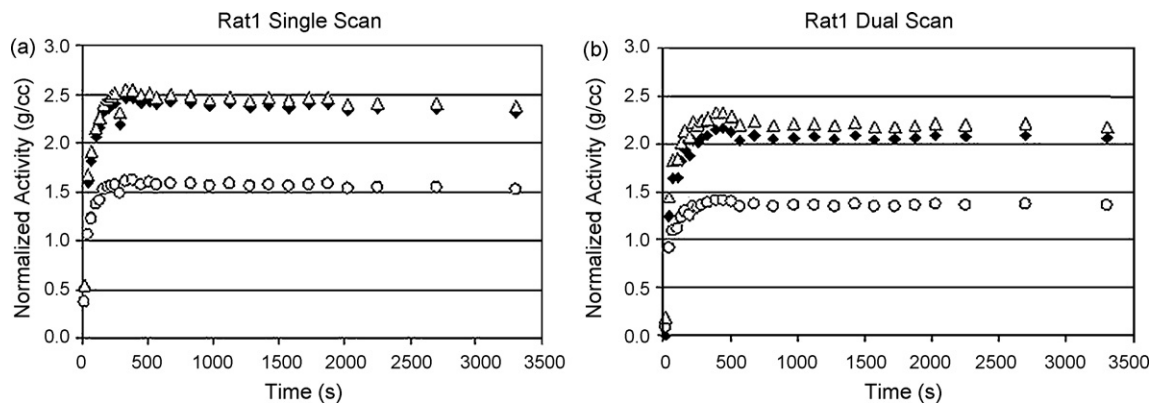 Rat1 Single Scan
(a)
Normalized Activity (g/cc)
3.0
2.5
2.0
1.5
1.0
0.5
0.0
0 500 1000 1500 2000 2500 3000 3500
Time (s)
Rat1 Dual Scan
(b)
Normalized Activity (g/cc)
3.0
2.5
2.0
1.5
1.0
0.5
0.0
0 500 1000 1500 2000 2500 3000 3500
Time (s)